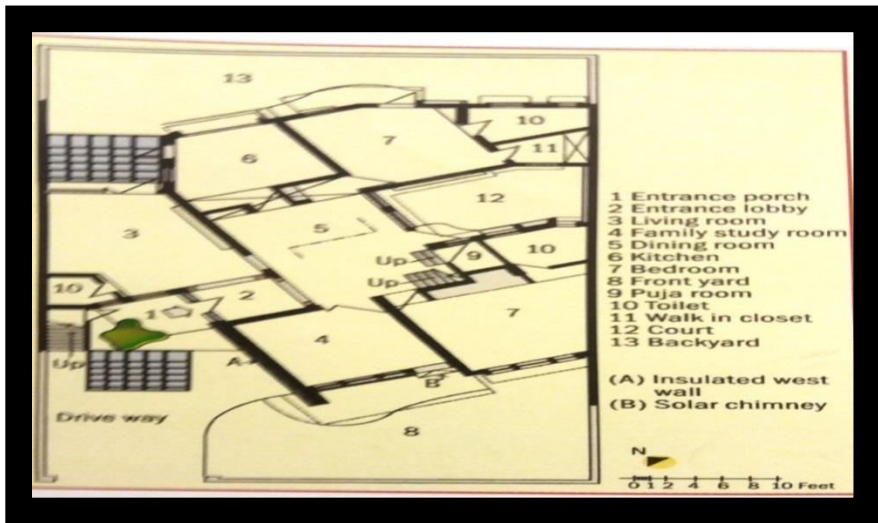 13
10
7
11
6
12
5
3
10
9
Up
Up
10
2
1
7
4
A
Up
B
Drive way
8
1 Entrance porch
2 Entrance lobby
3 Living room
4 Family study room
5 Dining room
6 Kitchen
7 Bedroom
8 Front yard
9 Puja room
10 Toilet
11 Walk in closet
12 Court
13 Backyard
(A) Insulated west
wall
(B) Solar chimney
N
0 1 2 4 6 8 10 Feet